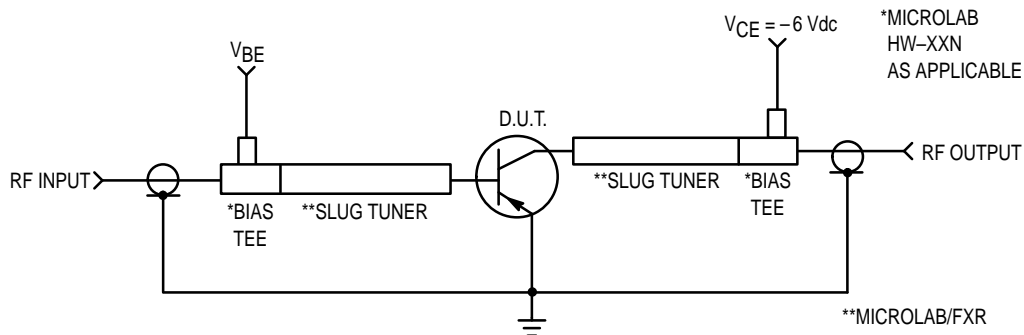 V_BE
V_CE = –6 Vdc
*MICROLAB
HW–XXN
AS APPLICABLE
D.U.T.
RF INPUT
*BIAS
TEE
**SLUG TUNER
**SLUG TUNER
*BIAS
TEE
RF OUTPUT
**MICROLAB/FXR